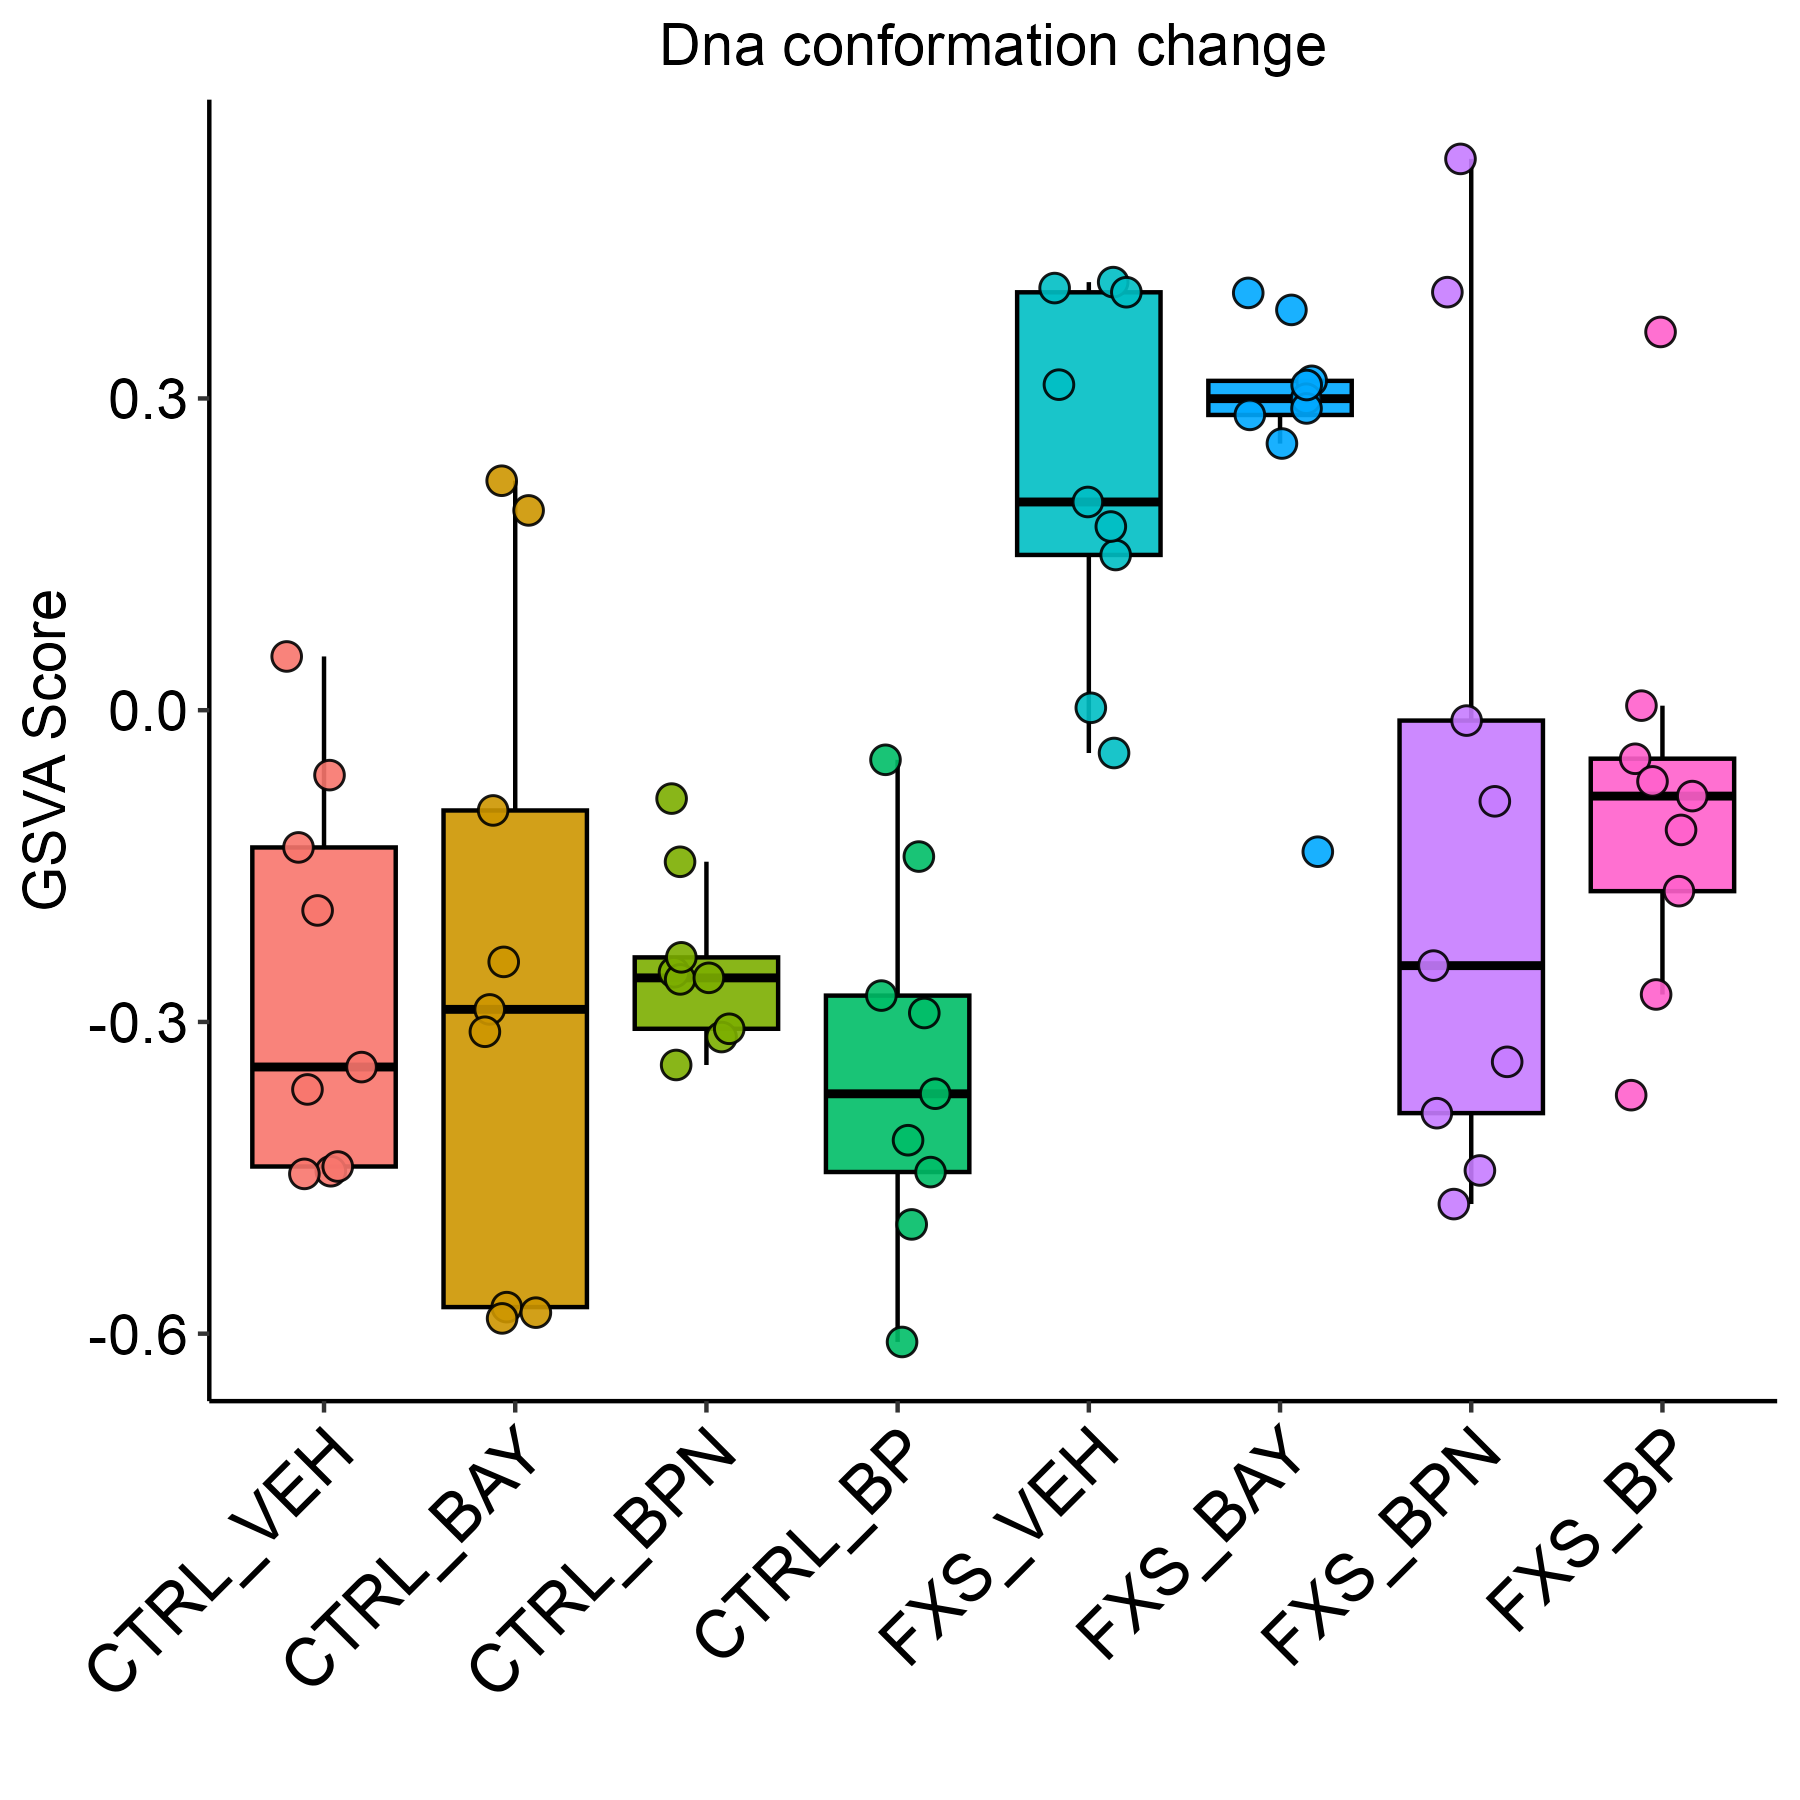 Dna conformation change
GSVA Score
0.3
0.0
-0.3
-0.6
CTRL_VEH
CTRL_BAY
CTRL_BPN
CTRL_BP
FXS_VEH
FXS_BAY
FXS_BPN
FXS_BP